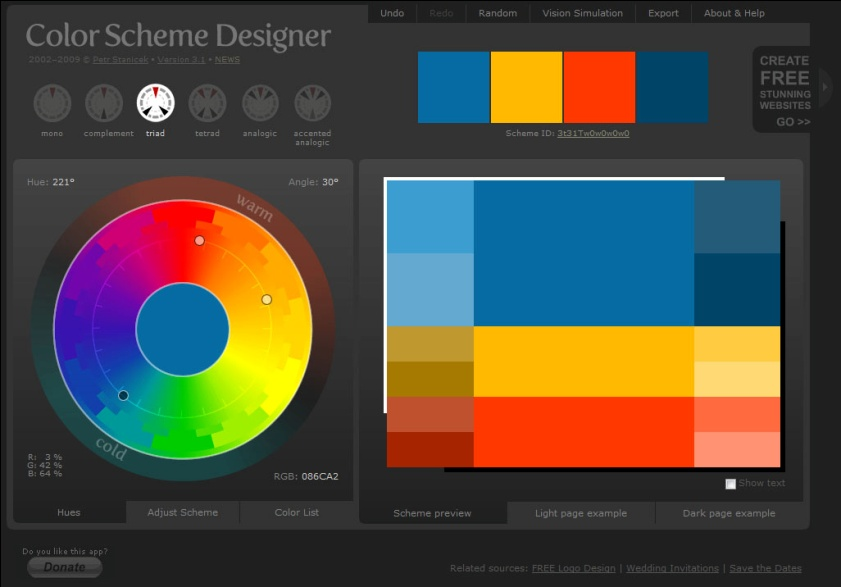 Undo Redo Random Vision Simulation Export About & Help
Color Scheme Designer
2002–2009 © Petr Stanicek • Version 3.1 • NEWS
CREATE
FREE
STUNNING
WEBSITES
GO >>
mono complement triad tetrad analogic accented
analogic
Scheme ID: 3t31Tw0w0w0w0
Hue: 221° Angle: 30°
warm
cold
R: 3 %
G: 42 %
B: 64 %
RGB: 086CA2
Show text
Hues Adjust Scheme Color List
Scheme preview Light page example Dark page example
Do you like this app?
Donate
Related sources: FREE Logo Design | Wedding Invitations | Save the Dates